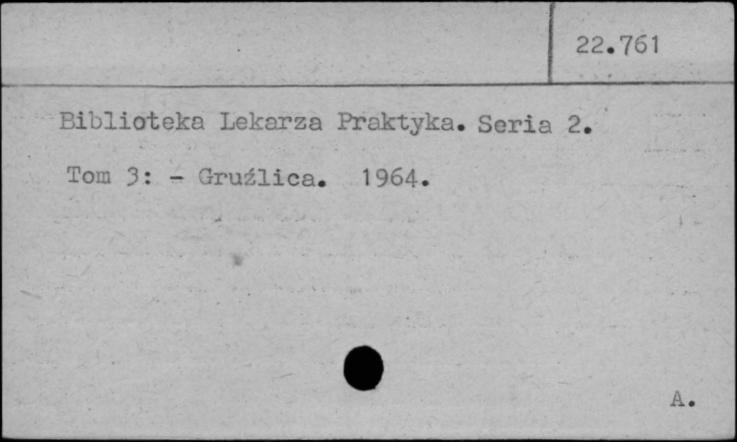 22.761
Biblioteka Lekarza Praktyka. Seria 2.
Tom 3: - Gruźlica. 1964.
A.